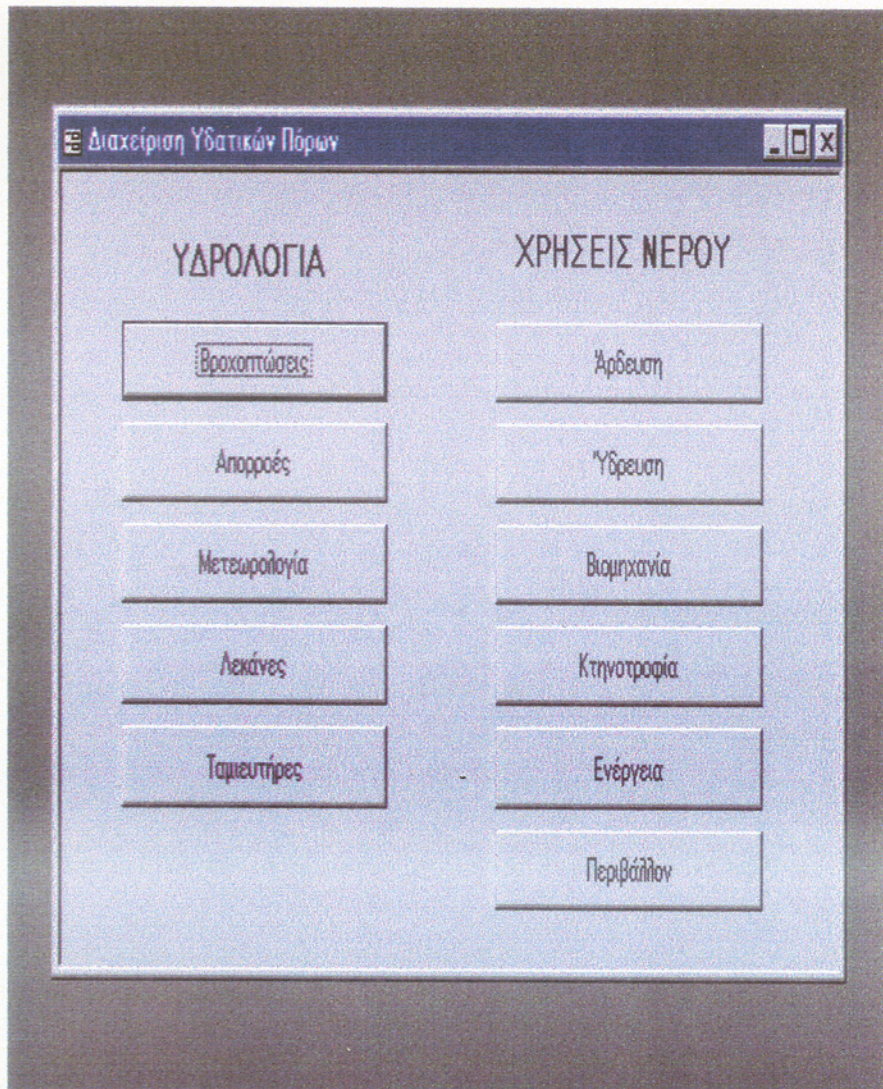 Διαχείριση Υδατικών Πόρων
ΥΔΡΟΛΟΓΙΑ
Βροχοπτώσεις
Απορροές
Μετεωρολογία
Λεκάνες
Ταμιευτήρες
ΧΡΗΣΕΙΣ ΝΕΡΟΥ
Άρδευση
Ύδρευση
Βιομηχανία
Κτηνοτροφία
Ενέργεια
Περιβάλλον